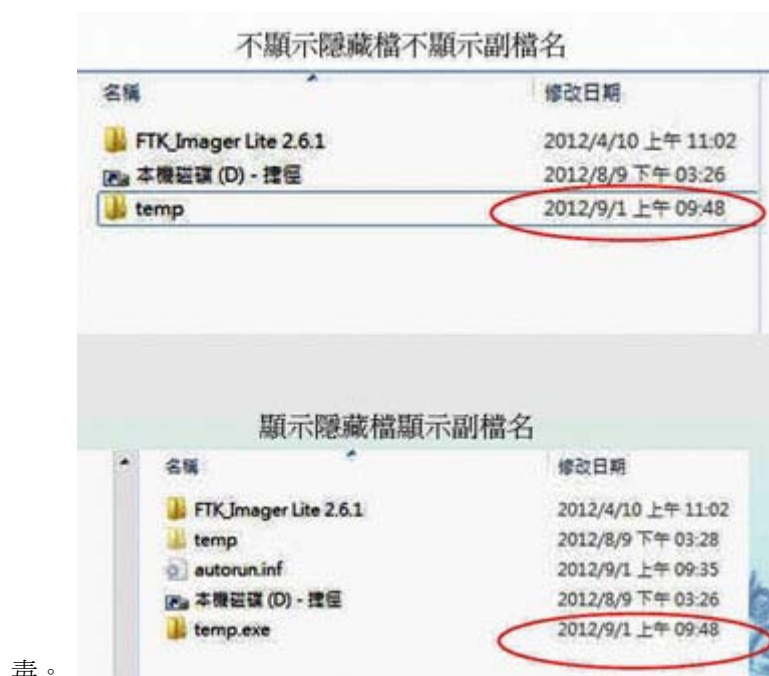 不顯示隱藏檔不顯示副檔名
名稱 修改日期
FTK_Imager Lite 2.6.1 2012/4/10 上午 11:02
本機磁碟 (D) - 捷徑 2012/8/9 下午 03:26
temp 2012/9/1 上午 09:48
顯示隱藏檔顯示副檔名
名稱 修改日期
FTK_Imager Lite 2.6.1 2012/4/10 上午 11:02
temp 2012/8/9 下午 03:28
autorun.inf 2012/9/1 上午 09:35
本機磁碟 (D) - 捷徑 2012/8/9 下午 03:26
temp.exe 2012/9/1 上午 09:48
毒。